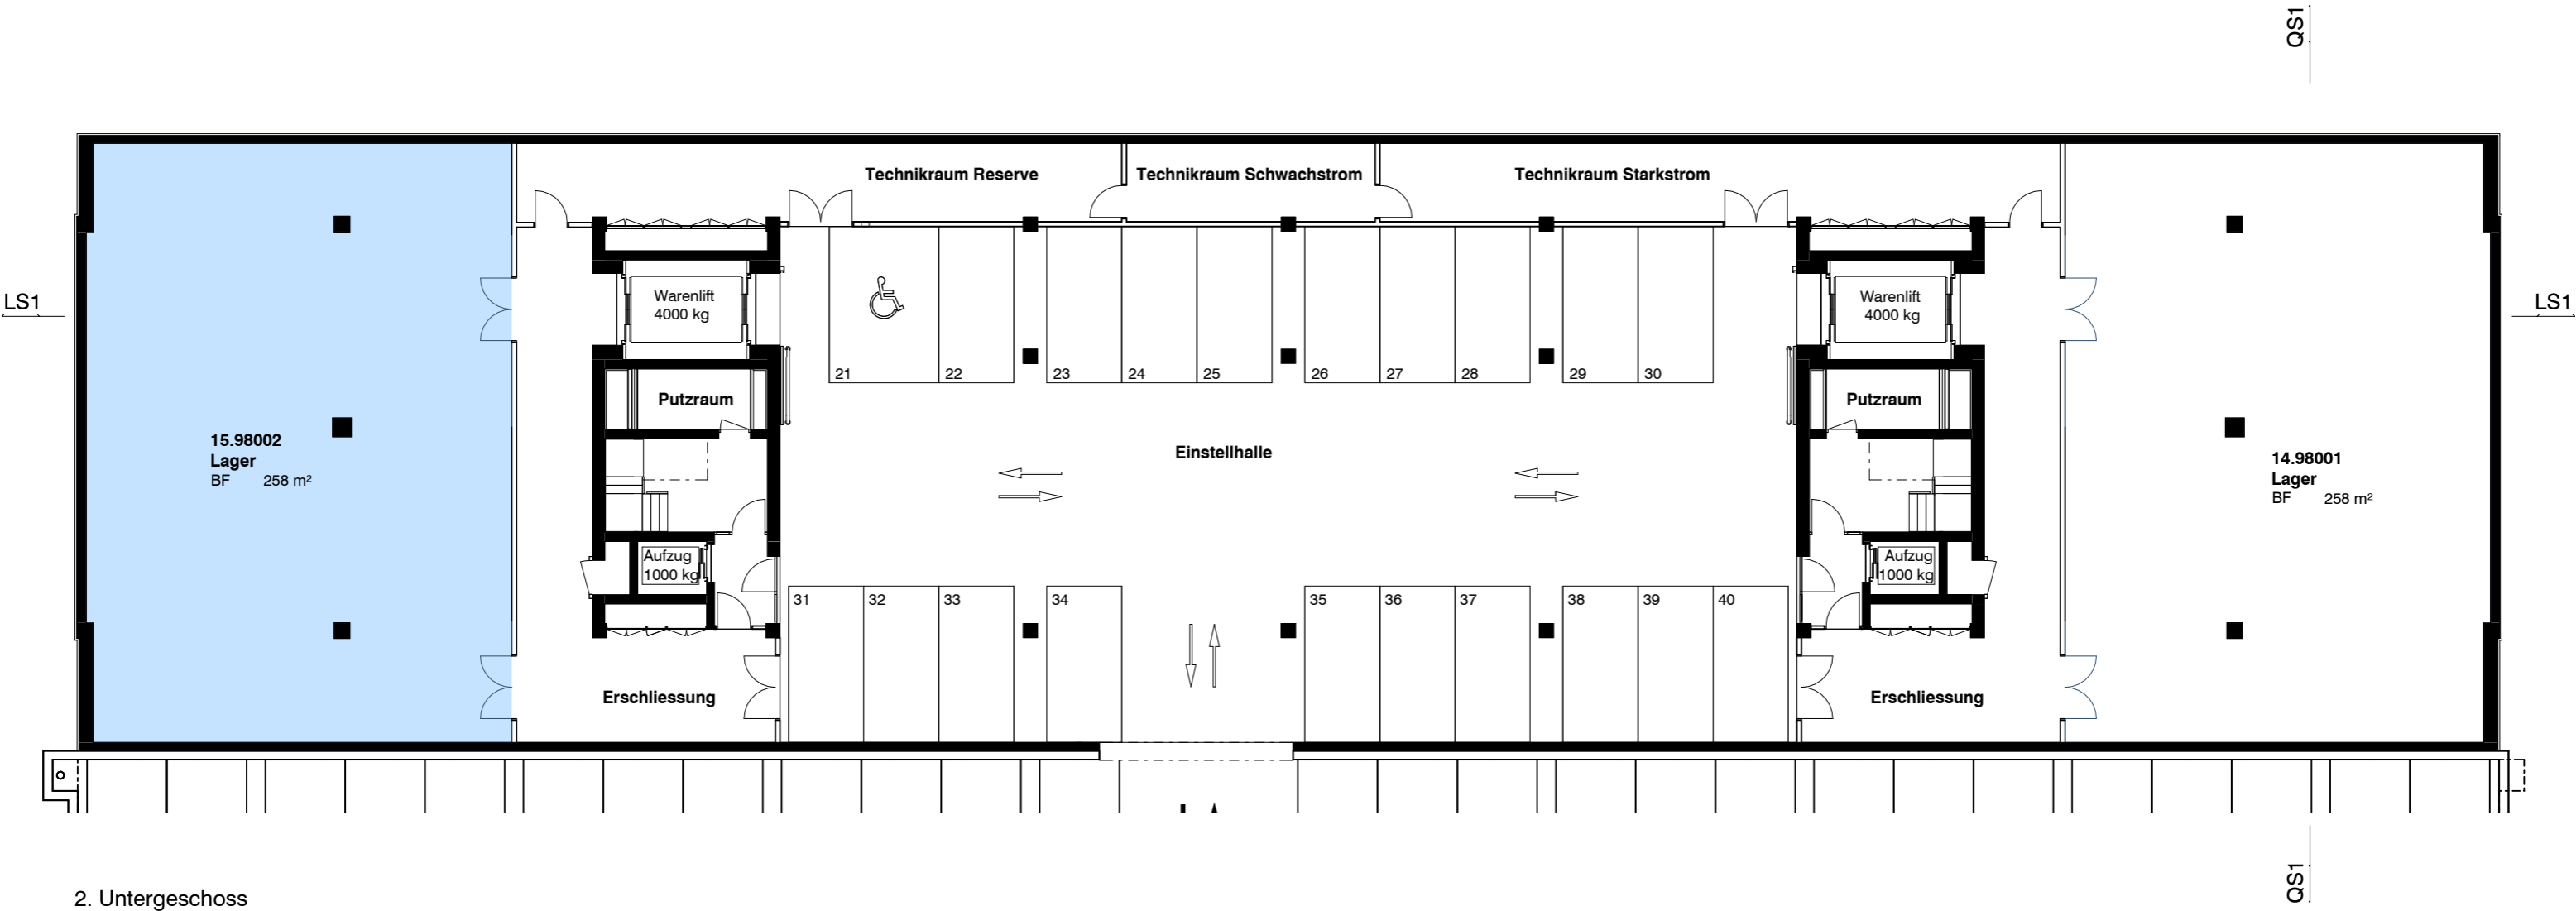 QS1
Technikraum Reserve
Technikraum Schwachstrom
Technikraum Starkstrom
LS1
Warenlift
4000 kg
Warenlift
4000 kg
LS1
21
22
23
24
25
26
27
28
29
30
Putzraum
Putzraum
15.98002
Lager
BF 258 m²
Einstellhalle
14.98001
Lager
BF 258 m²
Aufzug
1000 kg
Aufzug
1000 kg
31
32
33
34
35
36
37
38
39
40
Erschliessung
Erschliessung
QS1
2. Untergeschoss